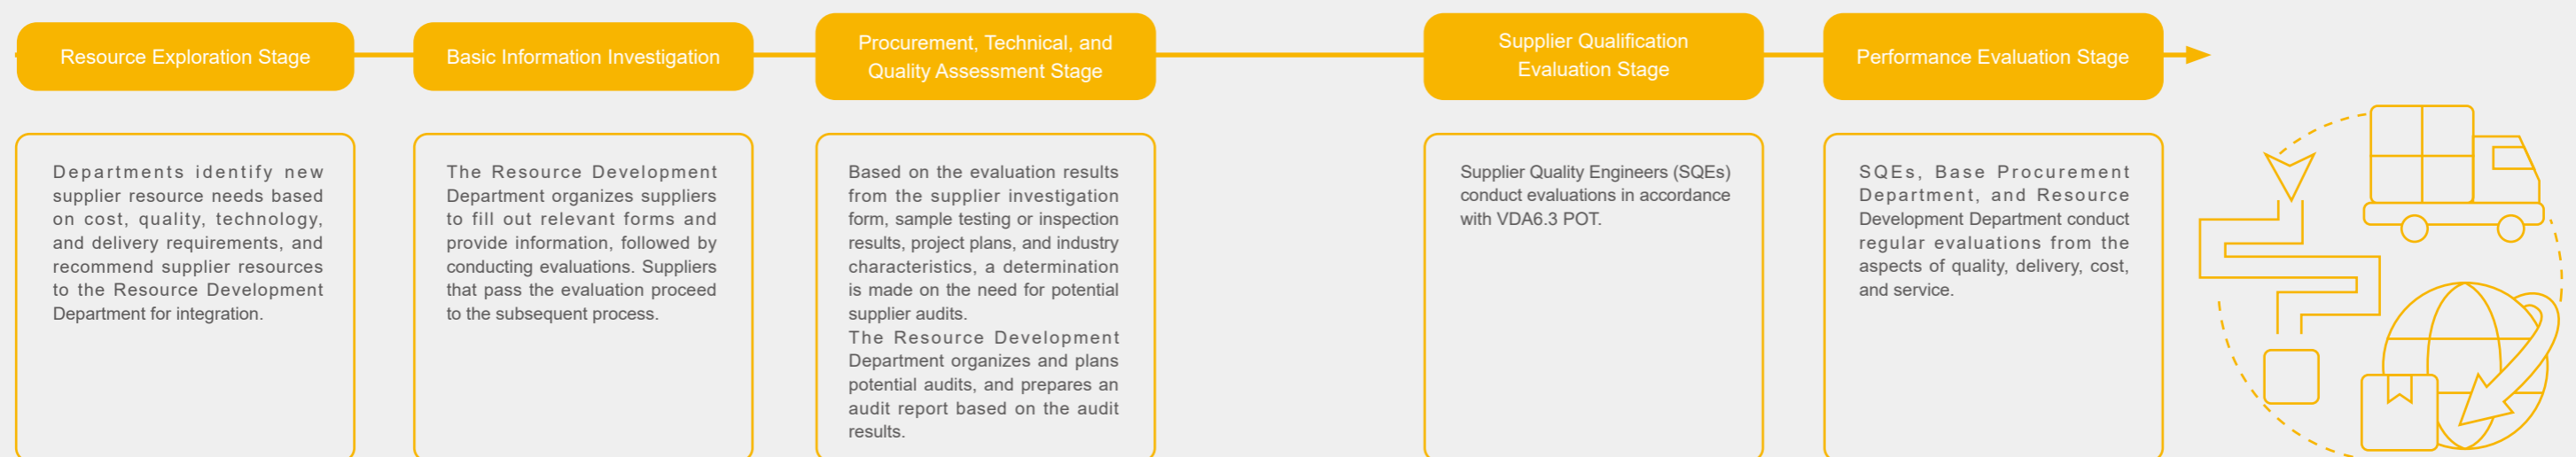 Resource Exploration Stage
Departments identify new
supplier resource needs based
on cost, quality, technology,
and delivery requirements, and
recommend supplier resources
to the Resource Development
Department for integration.
Basic Information Investigation
The Resource Development
Department organizes suppliers
to fill out relevant forms and
provide information, followed by
conducting evaluations. Suppliers
that pass the evaluation proceed
to the subsequent process.
Procurement, Technical, and
Quality Assessment Stage
Based on the evaluation results
from the supplier investigation
form, sample testing or inspection
results, project plans, and industry
characteristics, a determination
is made on the need for potential
supplier audits.
The Resource Development
Department organizes and plans
potential audits, and prepares an
audit report based on the audit
results.
Supplier Qualification
Evaluation Stage
Supplier Quality Engineers (SQEs)
conduct evaluations in accordance
with VDA6.3 POT.
Performance Evaluation Stage
SQEs, Base Procurement
Department, and Resource
Development Department conduct
regular evaluations from the
aspects of quality, delivery, cost,
and service.